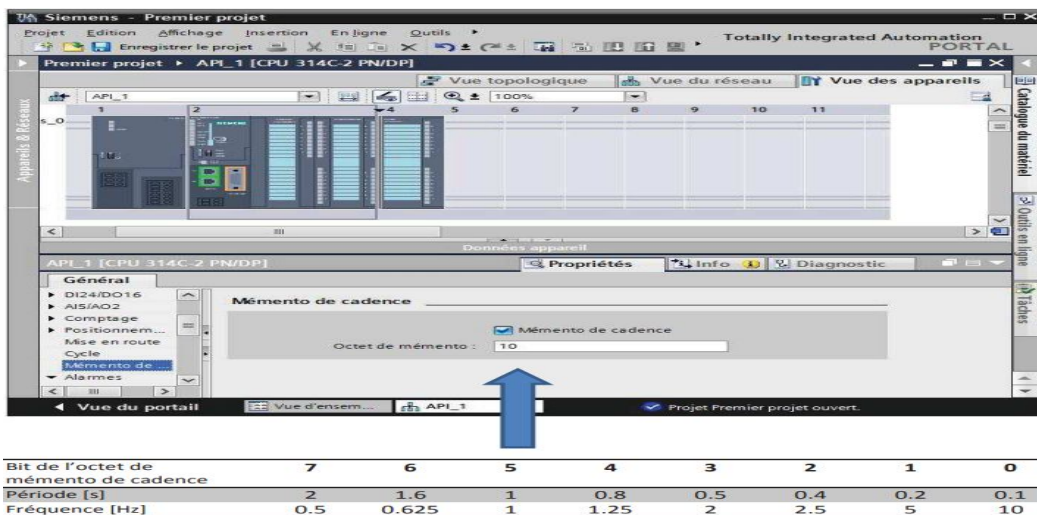 Siemens - Premier projet
Projet Edition Affichage Insertion En ligne Outils
Enregistrer le projet
Totally Integrated Automation
PORTAL
Premier projet ▸ API_1 [CPU 314C-2 PN/DP]
Vue topologique Vue du réseau Vue des appareils
API_1 100%
1 2 4 5 6 7 8 9 10 11
s_0
SIEMENS
Appareils & Réseaux
Catalogue du matériel
Outils en ligne
Tâches
Données appareil
API_1 [CPU 314C-2 PN/DP]
Propriétés Info Diagnostic
Général
DI24/DO16
AI5/AO2
Comptage
Positionnem...
Mise en route
Cycle
Mémento de ...
Alarmes
Mémento de cadence
Mémento de cadence
Octet de mémento : 10
Vue du portail Vue d'ensem... API_1 Projet Premier projet ouvert.
Bit de l'octet de mémento de cadence 7 6 5 4 3 2 1 0
Période [s] 2 1.6 1 0.8 0.5 0.4 0.2 0.1
Fréquence [Hz] 0.5 0.625 1 1.25 2 2.5 5 10